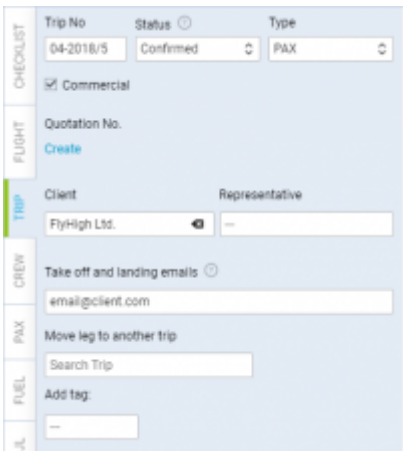 CHECKLIST
FLIGHT
TRIP
CREW
PAX
FUEL
Trip No Status ? Type
04-2018/5 Confirmed PAX
Commercial
Quotation No.
Create
Client Representative
FlyHigh Ltd. ---
Take off and landing emails ?
email@client.com
Move leg to another trip
Search Trip
Add tag:
---